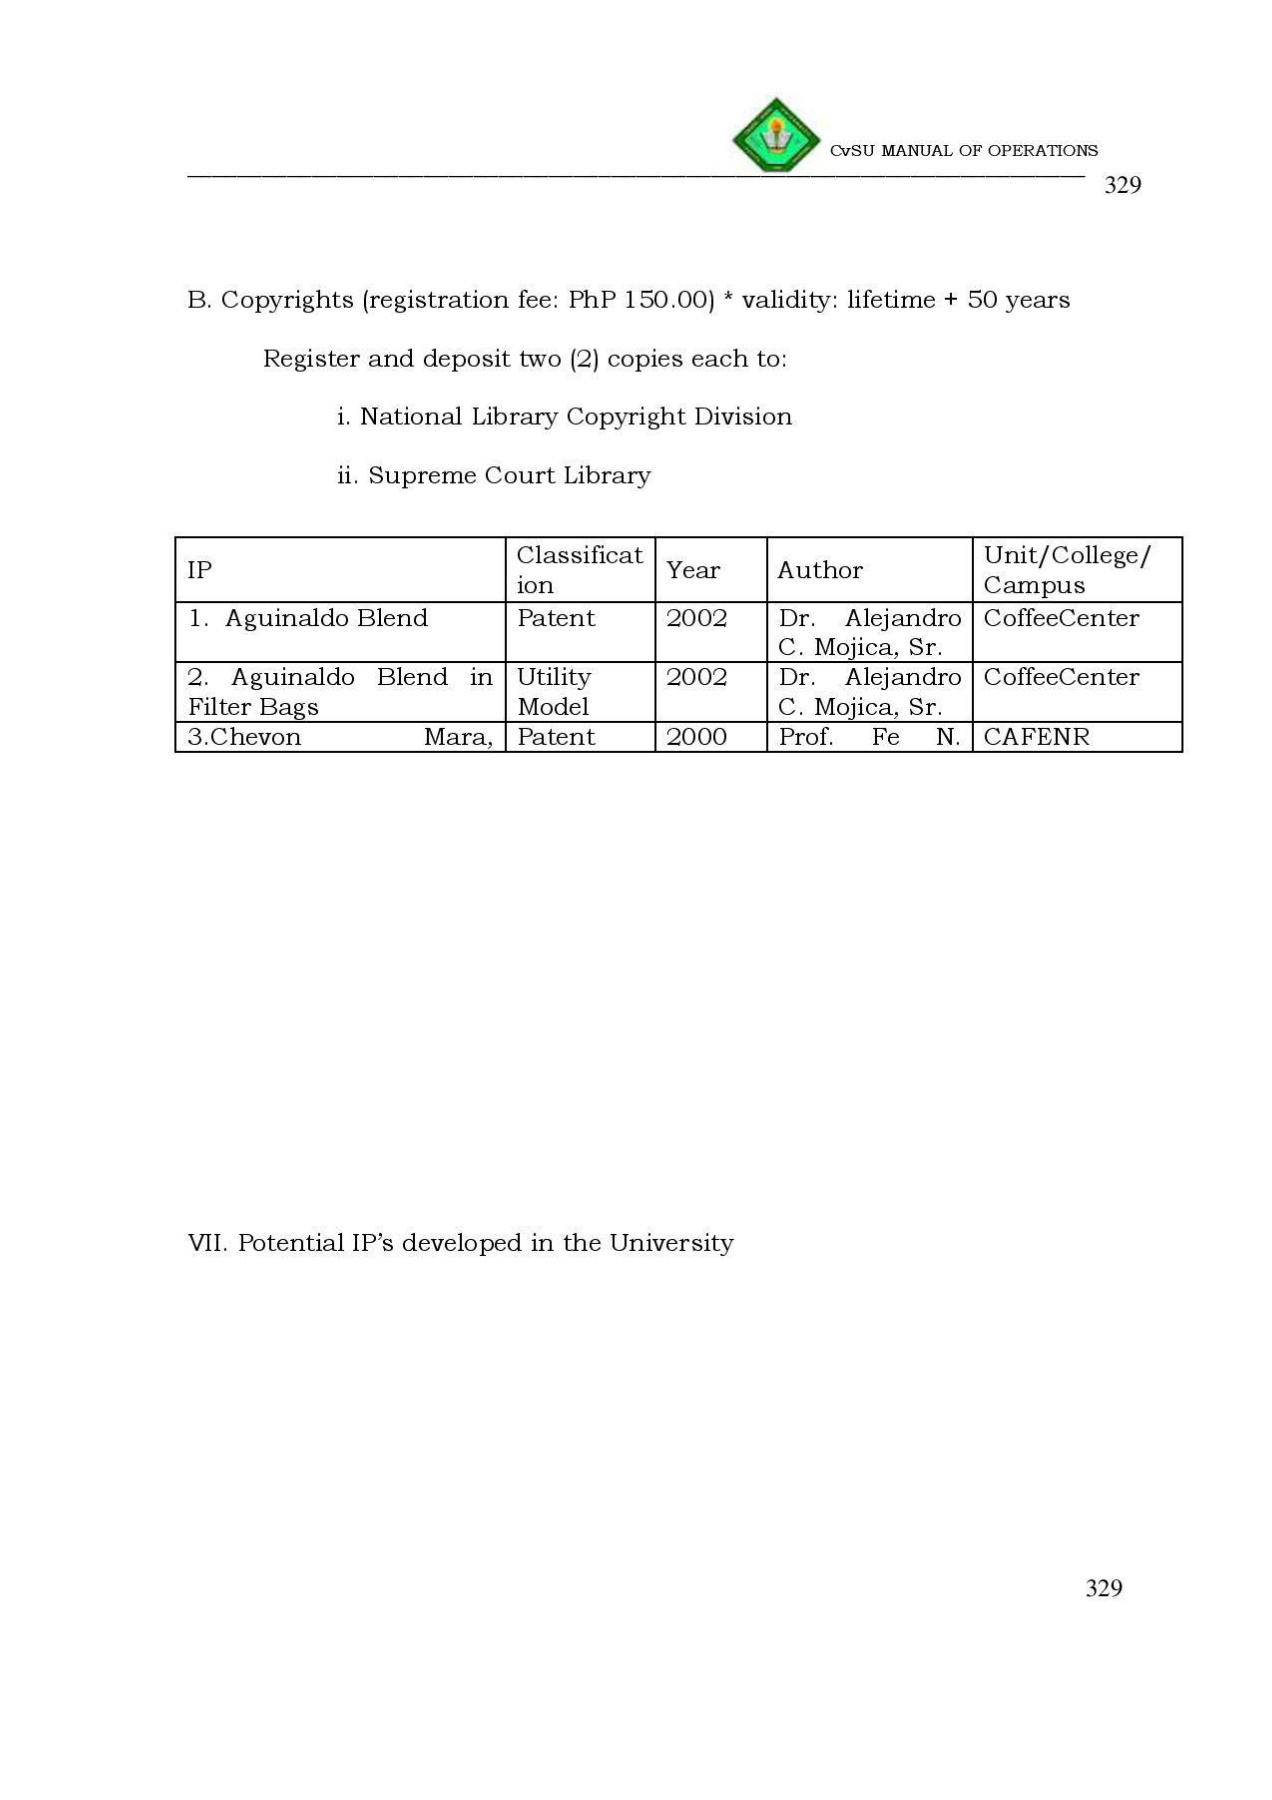 CvSU MANUAL OF OPERATIONS
329
B. Copyrights (registration fee: PhP 150.00) * validity: lifetime + 50 years
Register and deposit two (2) copies each to:
i. National Library Copyright Division
ii. Supreme Court Library
IP
Classificat
ion
Year
Author
Unit/College/
Campus
1. Aguinaldo Blend
Patent
2002
Dr. Alejandro
C. Mojica, Sr.
CoffeeCenter
2. Aguinaldo Blend in
Filter Bags
Utility
Model
2002
Dr. Alejandro
C. Mojica, Sr.
CoffeeCenter
3.Chevon Mara,
Patent
2000
Prof. Fe N.
CAFENR
VII. Potential IP’s developed in the University
329